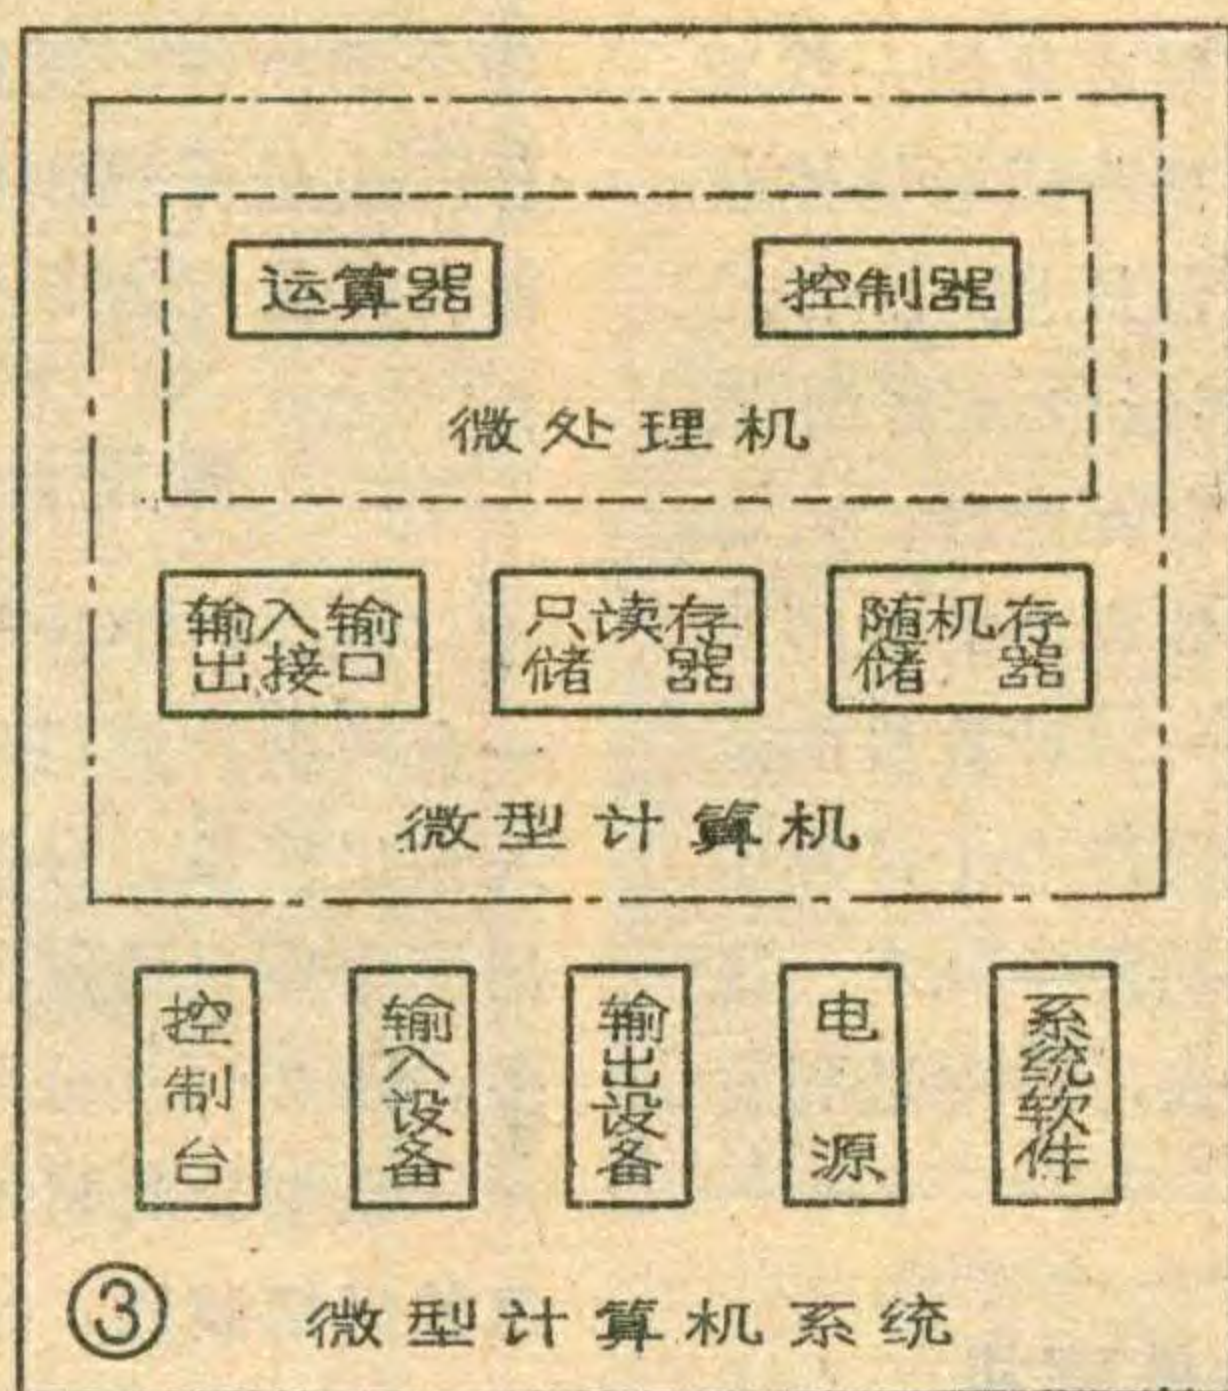 运算器
控制器
微处理机
输入输
出接口
只读存
储 器
随机存
储 器
微型计算机
控制台
输入设备
输出设备
电源
系统软件
③ 微型计算机系统